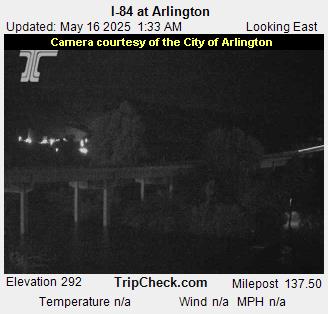 I-84 at Arlington
Updated: May 16 2025 1:33 AM Looking East
Camera courtesy of the City of Arlington
Elevation 292 TripCheck.com Milepost 137.50
Temperature n/a Wind n/a MPH n/a